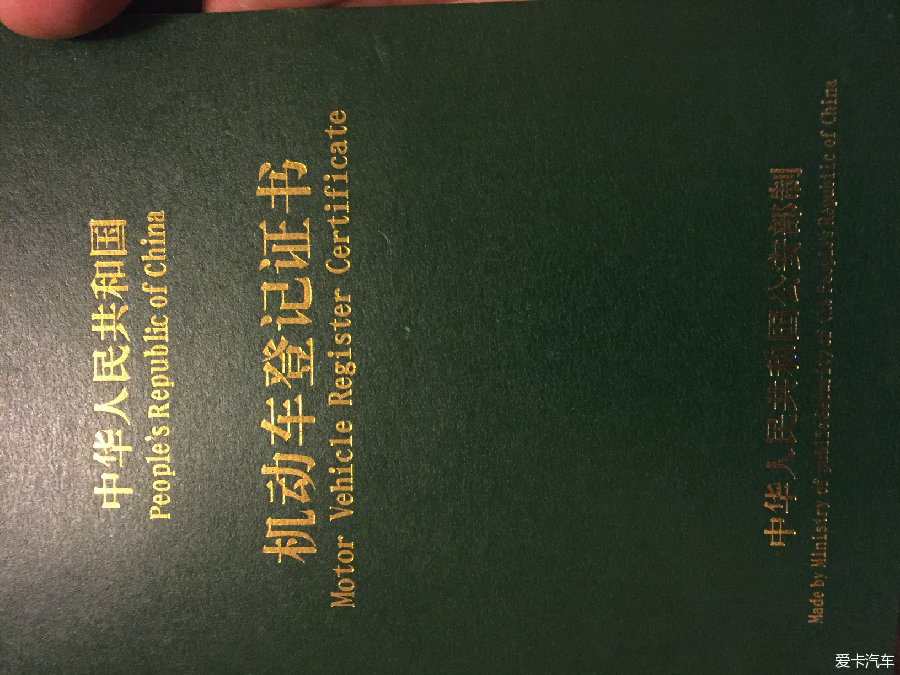 中华人民共和国
People's Republic of China
机动车登记证书
Motor Vehicle Register Certificate
中华人民共和国公安部制
Made by Ministry of public Security of the People's Republic of China
爱卡汽车